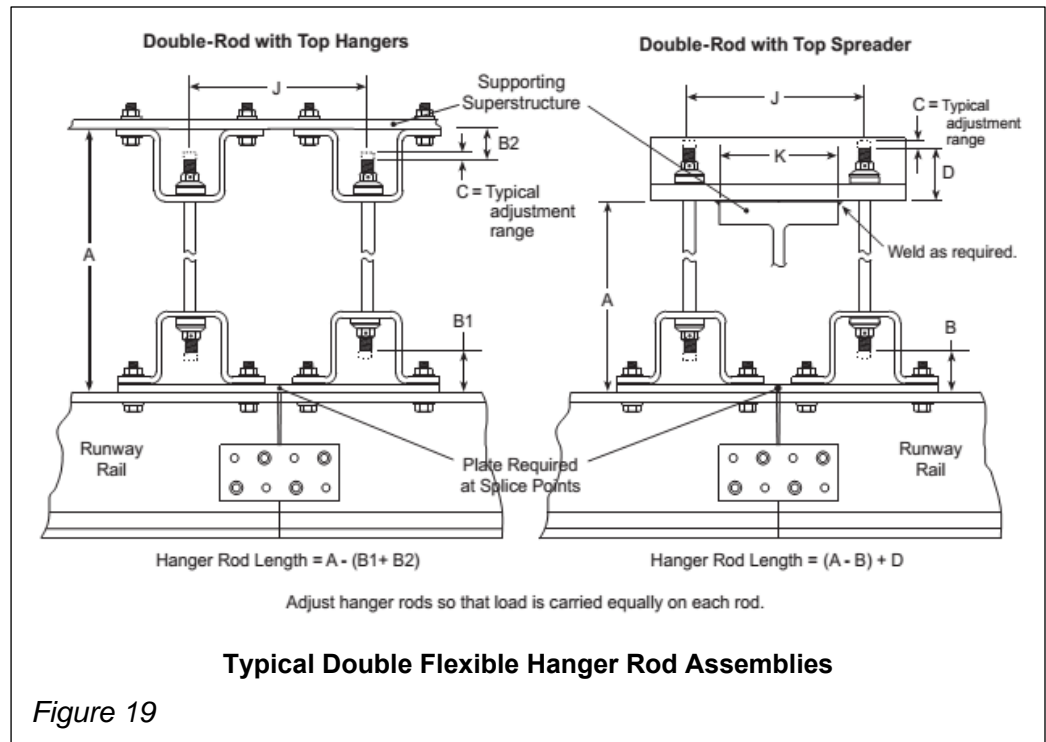 Double-Rod with Top Hangers
Double-Rod with Top Spreader
J
Supporting
Superstructure
J
C = Typical
adjustment
range
B2
K
D
C = Typical
adjustment
range
A
Weld as required.
A
B1
B
Runway
Rail
Plate Required
at Splice Points
Runway
Rail
Hanger Rod Length = A - (B1+ B2)
Hanger Rod Length = (A - B) + D
Adjust hanger rods so that load is carried equally on each rod.
Typical Double Flexible Hanger Rod Assemblies
Figure 19